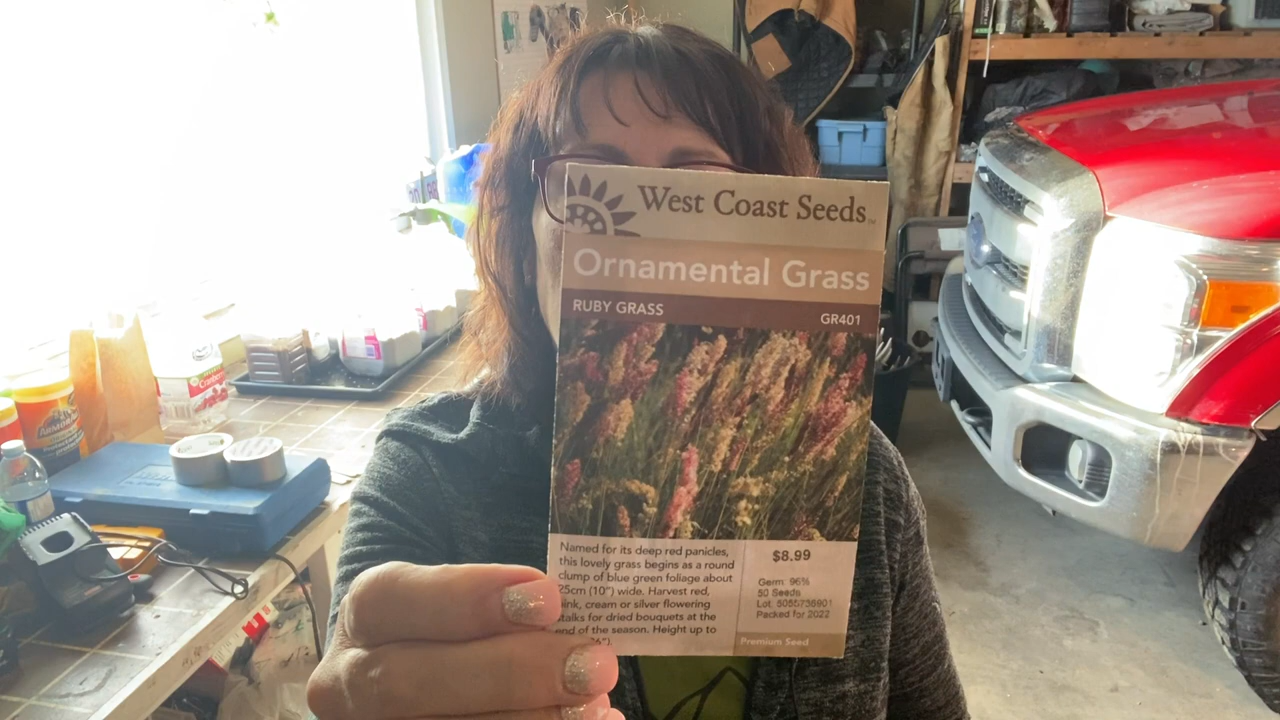 West Coast Seeds
Ornamental Grass
RUBY GRASS
GR401
Named for its deep red panicles,
this lovely grass begins as a round
clump of blue green foliage about
25cm (10") wide. Harvest red,
pink, cream or silver flowering
stalks for dried bouquets at the
end of the season. Height up to
$8.99
Germ: 96%
50 Seeds
Lot: 5055736901
Packed for 2022
Premium Seed